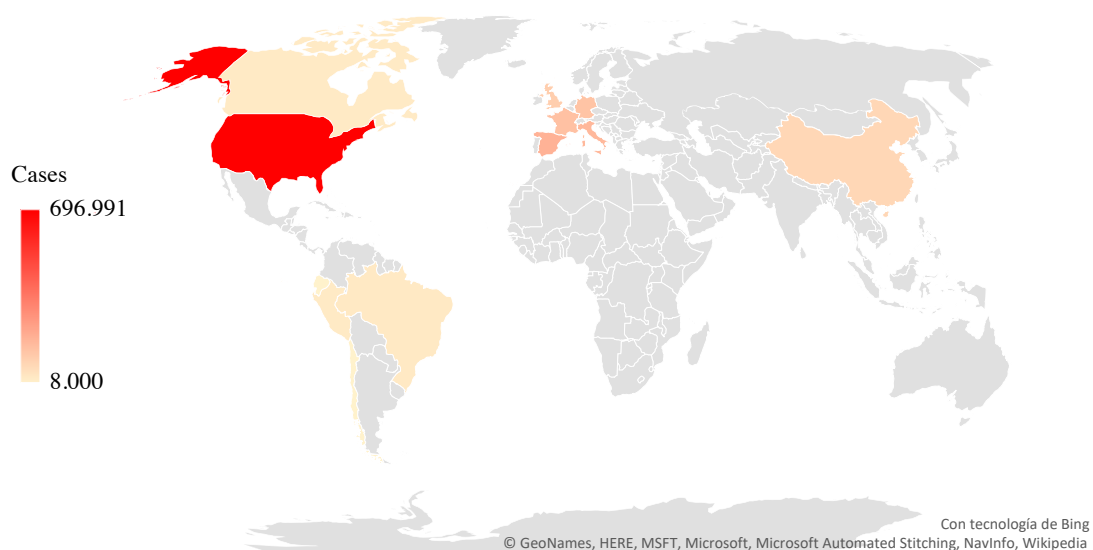 Cases
696.991
8.000
Con tecnología de Bing
© GeoNames, HERE, MSFT, Microsoft, Microsoft Automated Stitching, NavInfo, Wikipedia